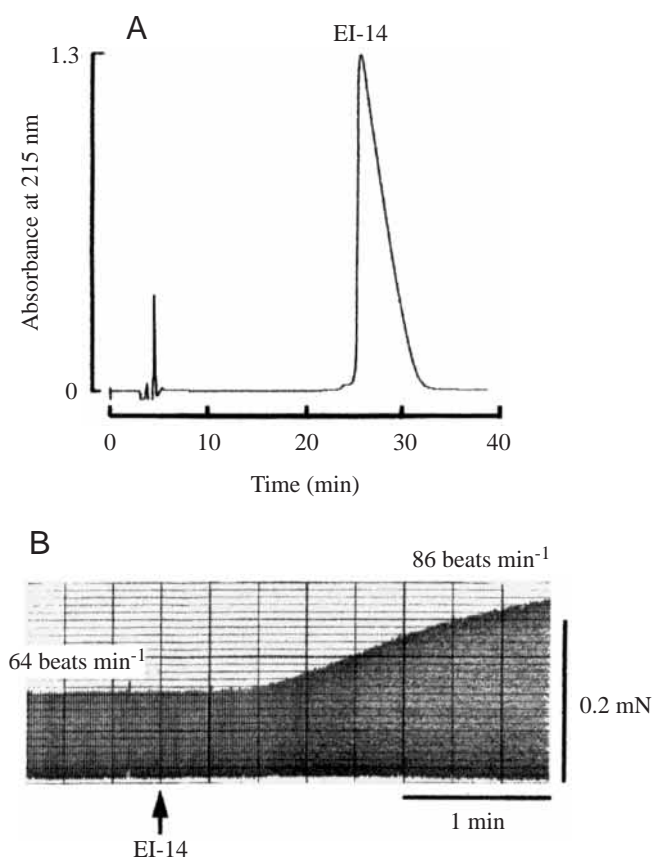 A
EI-14
1.3
Absorbance at 215 nm
0
0 10 20 30 40
Time (min)
B
86 beats min-1
64 beats min-1
0.2 mN
1 min
EI-14